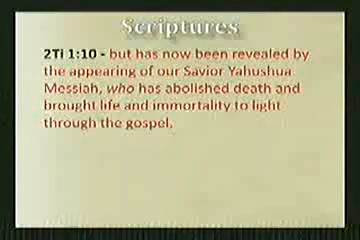 Scriptures
2Ti 1:10 - but has now been revealed by
the appearing of our Savior Yahushua
Messiah, who has abolished death and
brought life and immortality to light
through the gospel,